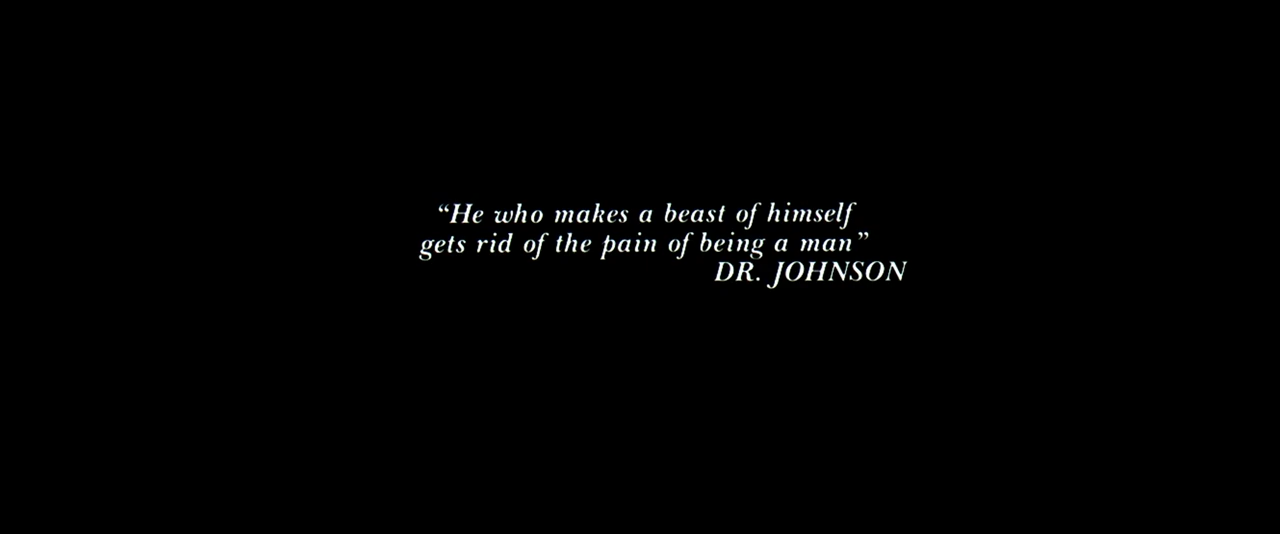 “He who makes a beast of himself
gets rid of the pain of being a man”
DR. JOHNSON